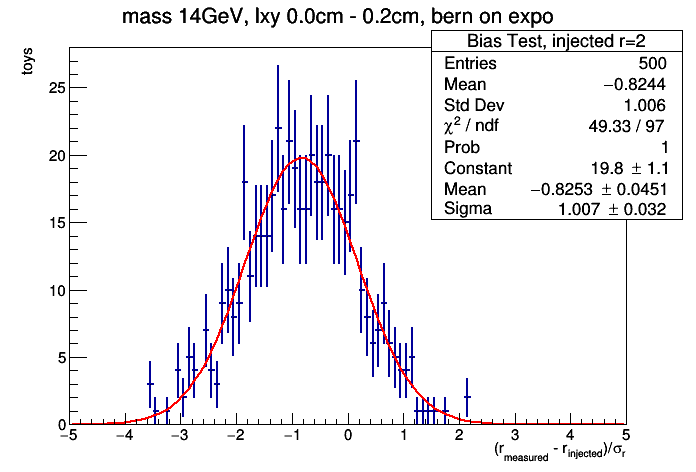 mass 14GeV, lxy 0.0cm - 0.2cm, bern on expo
Bias Test, injected r=2
Entries 500
Mean −0.8244
Std Dev 1.006
χ² / ndf 49.33 / 97
Prob 1
Constant 19.8 ± 1.1
Mean −0.8253 ± 0.0451
Sigma 1.007 ± 0.032
toys
25
20
15
10
5
0
−5 −4 −3 −2 −1 0 1 2 3 4 5
(r_measured - r_injected)/σ_r